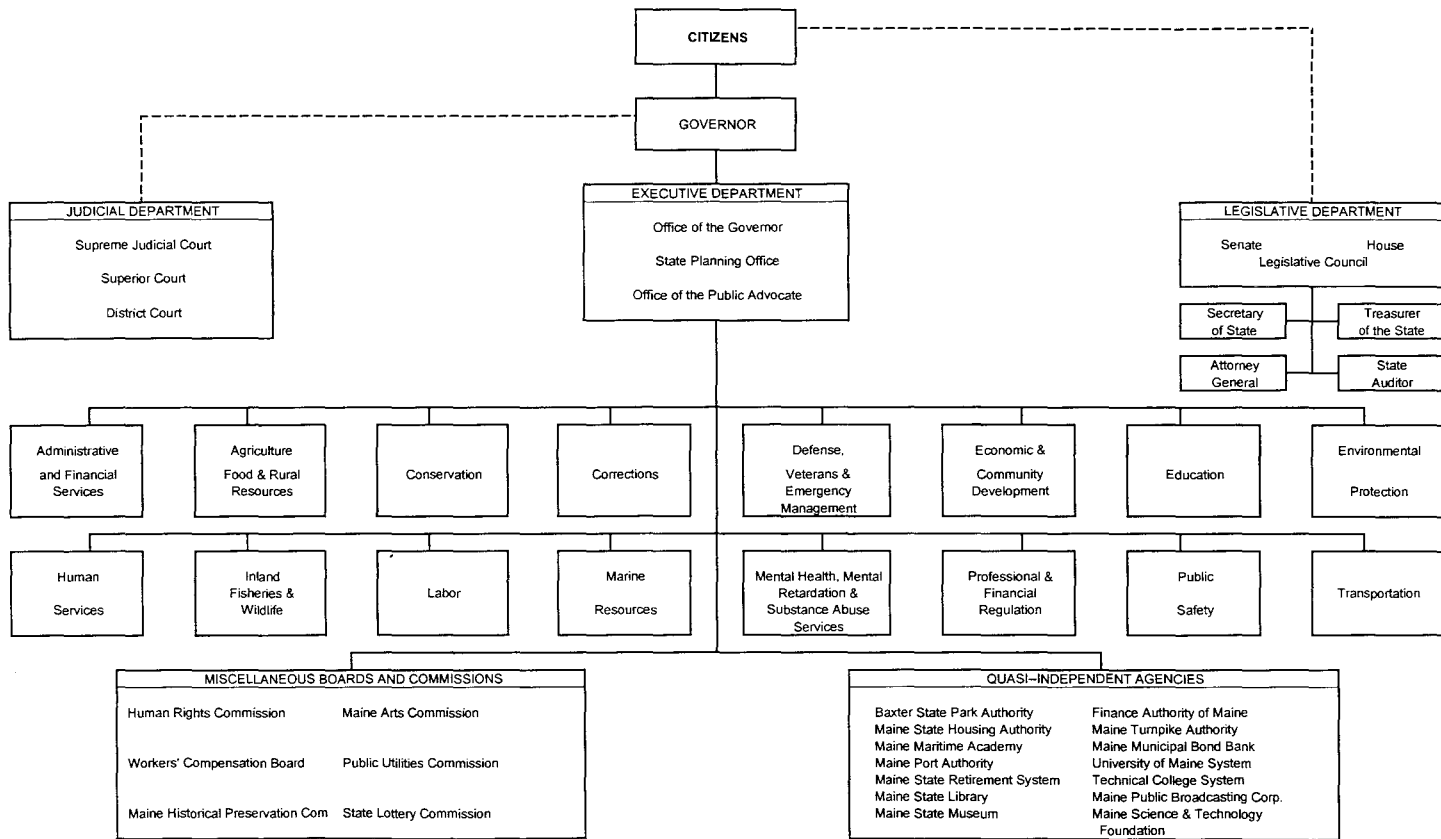 CITIZENS
GOVERNOR
JUDICIAL DEPARTMENT
Supreme Judicial Court
Superior Court
District Court
EXECUTIVE DEPARTMENT
Office of the Governor
State Planning Office
Office of the Public Advocate
LEGISLATIVE DEPARTMENT
Senate House
Legislative Council
Secretary
of State
Treasurer
of the State
Attorney
General
State
Auditor
Administrative
and Financial
Services
Agriculture
Food & Rural
Resources
Conservation
Corrections
Defense,
Veterans &
Emergency
Management
Economic &
Community
Development
Education
Environmental
Protection
Human
Services
Inland
Fisheries &
Wildlife
Labor
Marine
Resources
Mental Health, Mental
Retardation &
Substance Abuse
Services
Professional &
Financial
Regulation
Public
Safety
Transportation
MISCELLANEOUS BOARDS AND COMMISSIONS
Human Rights Commission Maine Arts Commission
Workers' Compensation Board Public Utilities Commission
Maine Historical Preservation Com State Lottery Commission
QUASI-INDEPENDENT AGENCIES
Baxter State Park Authority Finance Authority of Maine
Maine State Housing Authority Maine Turnpike Authority
Maine Maritime Academy Maine Municipal Bond Bank
Maine Port Authority University of Maine System
Maine State Retirement System Technical College System
Maine State Library Maine Public Broadcasting Corp.
Maine State Museum Maine Science & Technology
Foundation